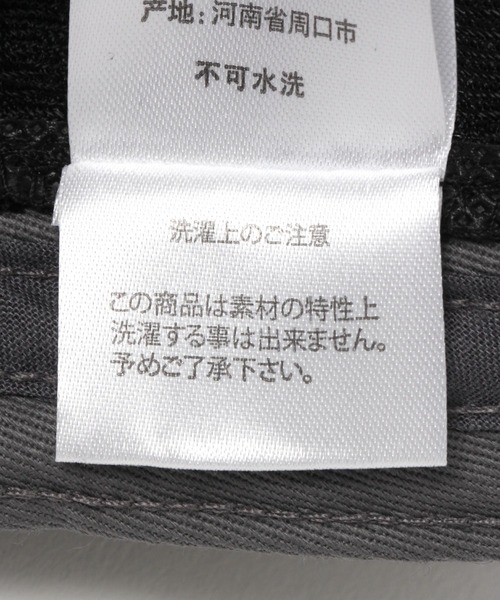 产地:河南省周口市
不可水洗
洗濯上のご注意
この商品は素材の特性上
洗濯する事は出来ません。
予めご了承下さい。